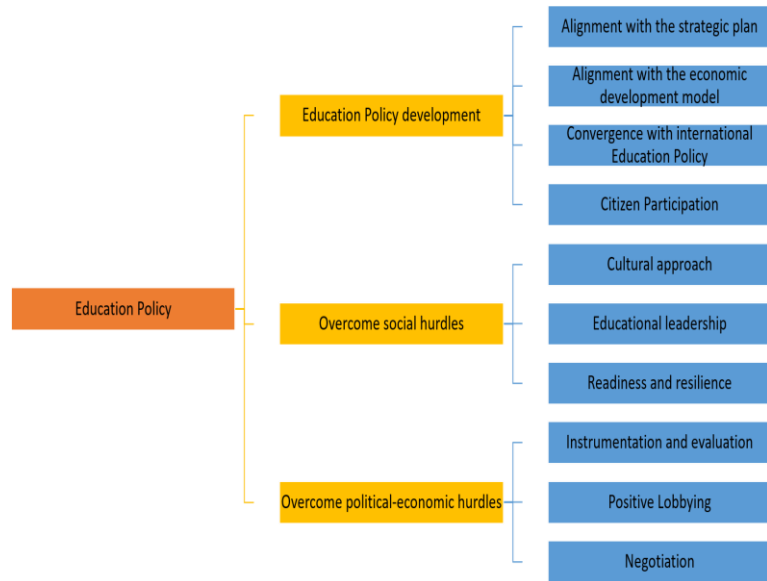 Education Policy
Education Policy development
Alignment with the strategic plan
Alignment with the economic
development model
Convergence with international
Education Policy
Citizen Participation
Overcome social hurdles
Cultural approach
Educational leadership
Readiness and resilience
Overcome political-economic hurdles
Instrumentation and evaluation
Positive Lobbying
Negotiation